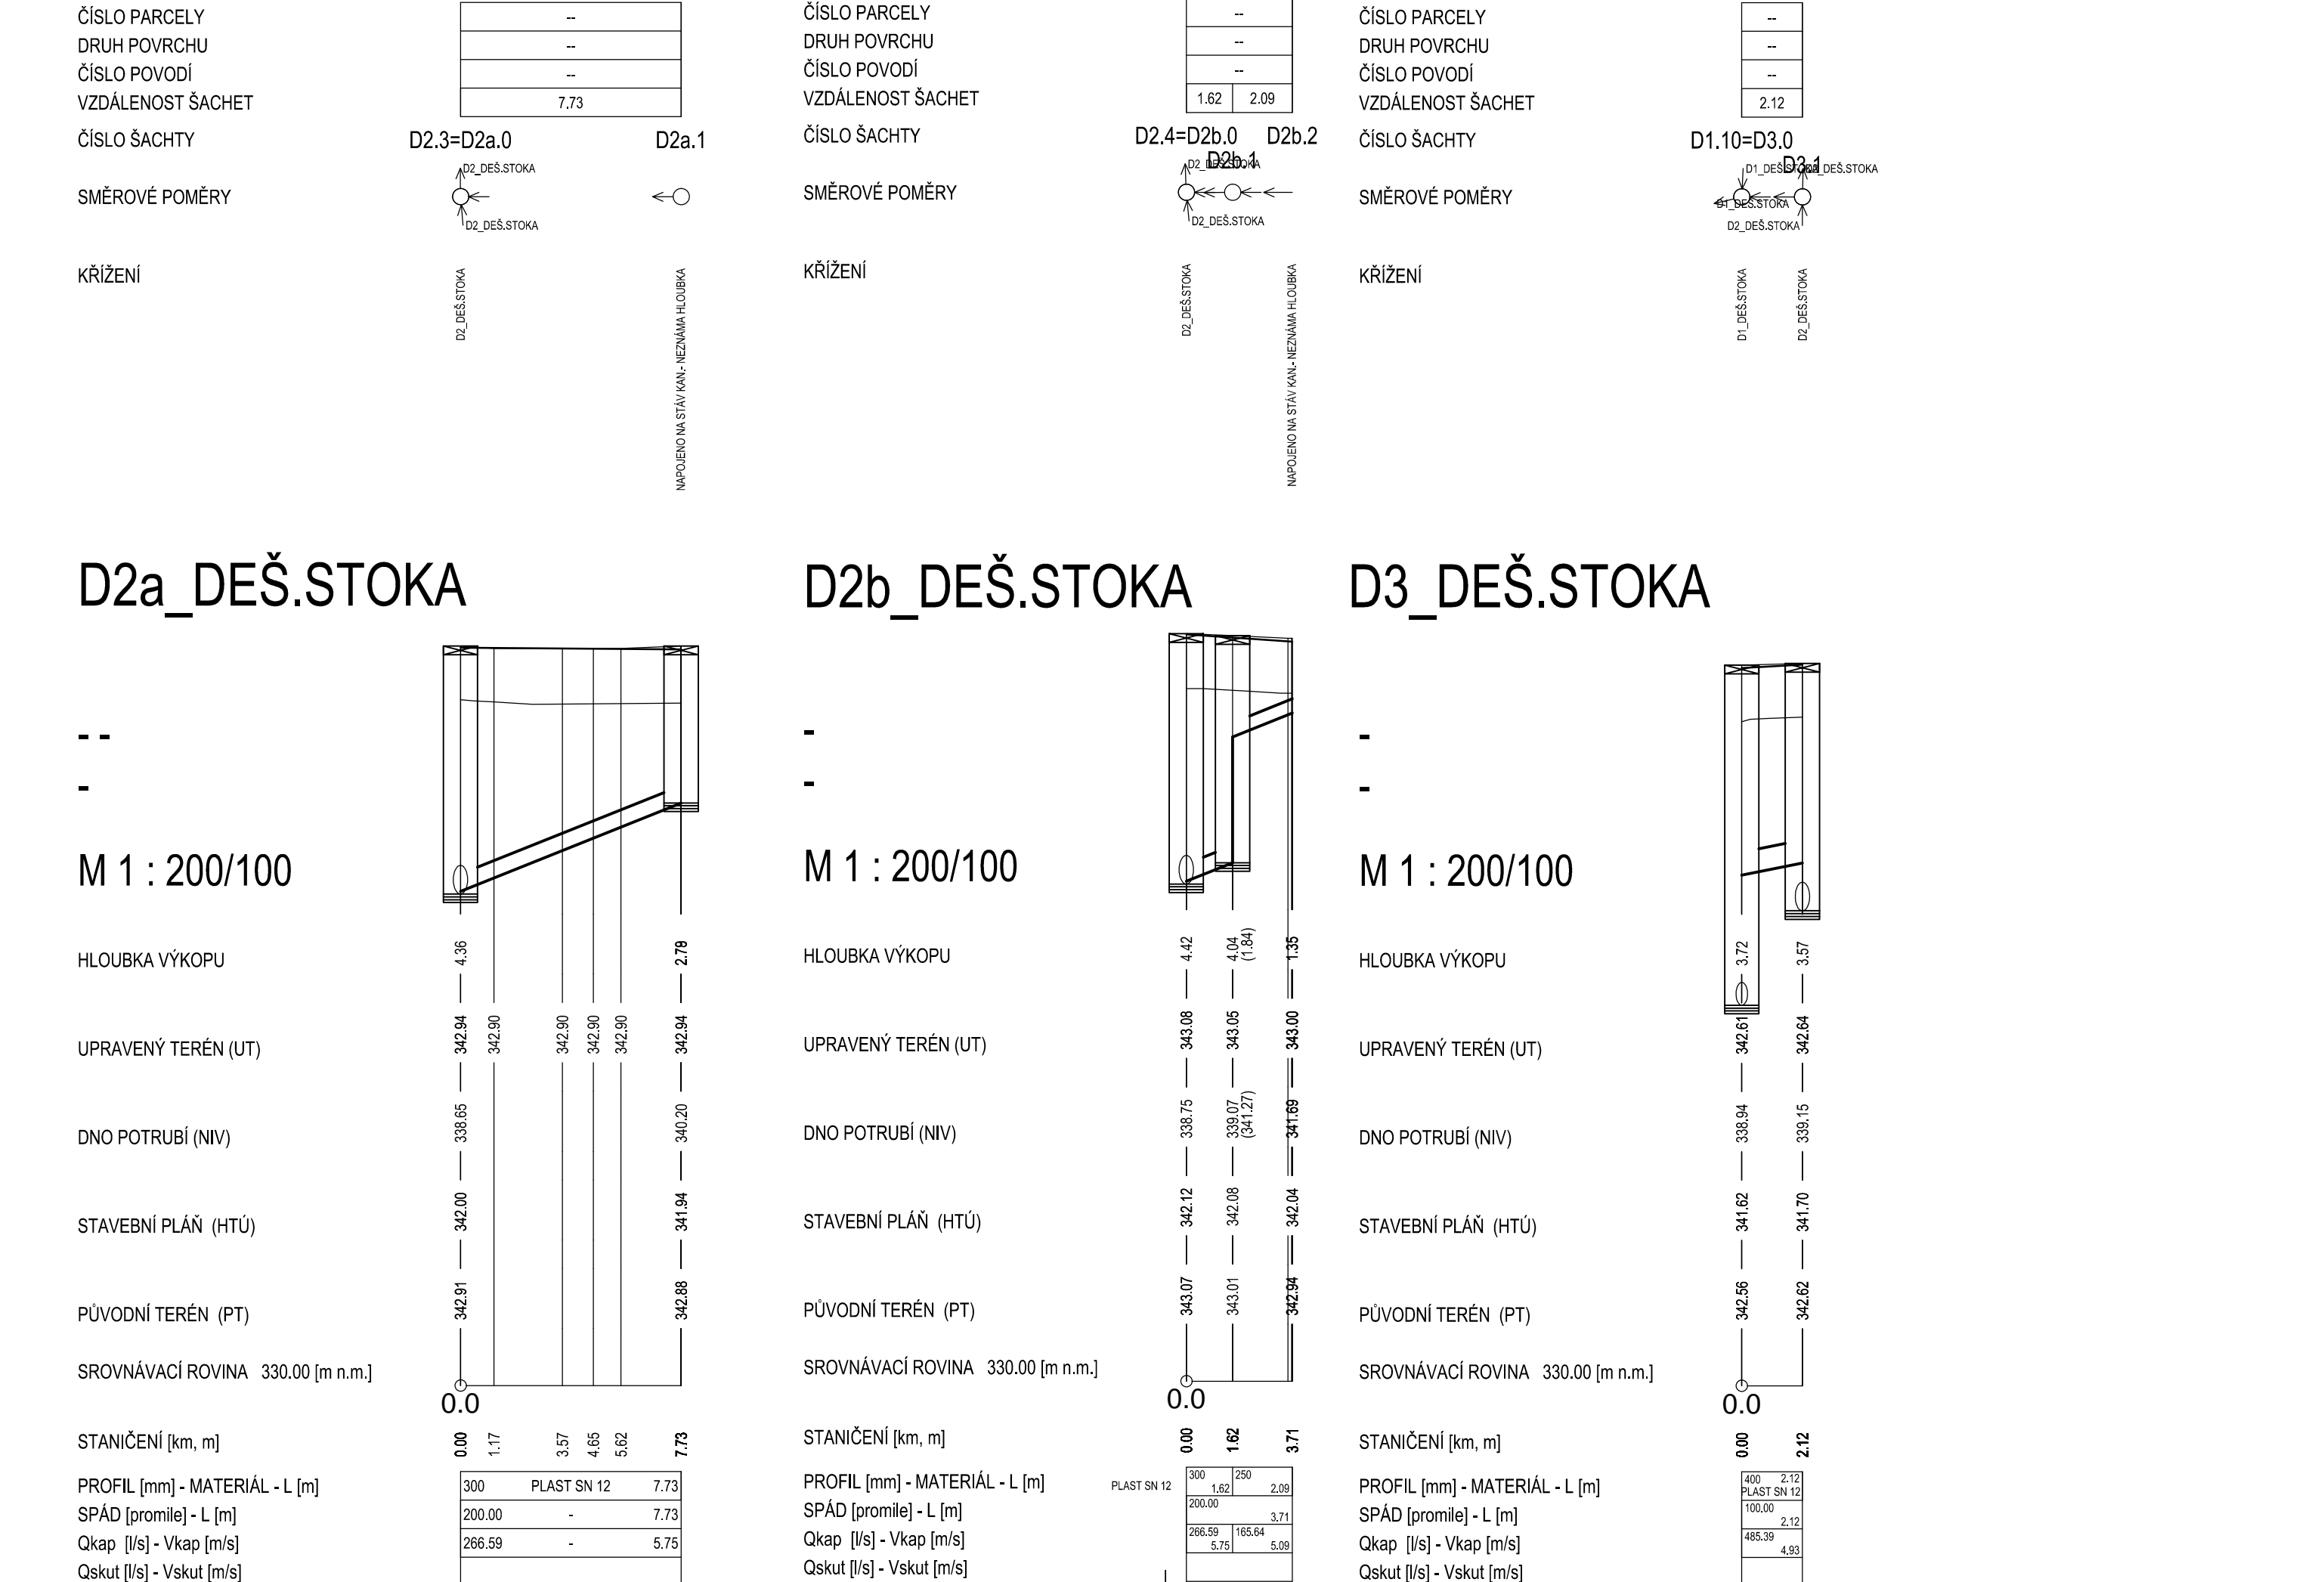 ČÍSLO PARCELY --
DRUH POVRCHU --
ČÍSLO POVODÍ --
VZDÁLENOST ŠACHET 7.73
ČÍSLO ŠACHTY D2.3=D2a.0 D2a.1
D2_DEŠ.STOKA
SMĚROVÉ POMĚRY
D2_DEŠ.STOKA
KŘÍŽENÍ
D2_DEŠ.STOKA
NAPOJENO NA STÁV KAN.- NEZNÁMA HLOUBKA
D2a_DEŠ.STOKA
- -
-
M 1 : 200/100
HLOUBKA VÝKOPU 4.36
UPRAVENÝ TERÉN (UT) 342.94 342.90 342.90 342.90 342.90 342.94
DNO POTRUBÍ (NIV) 338.65 340.20
STAVEBNÍ PLÁŇ (HTÚ) 342.00 341.94
PŮVODNÍ TERÉN (PT) 342.91 342.88
SROVNÁVACÍ ROVINA 330.00 [m n.m.]
0.0
STANIČENÍ [km, m] 0.00 1.17 3.57 4.65 5.62 7.73
PROFIL [mm] - MATERIÁL - L [m] 300 PLAST SN 12 7.73
SPÁD [promile] - L [m] 200.00 - 7.73
Qkap [l/s] - Vkap [m/s] 266.59 - 5.75
Qskut [l/s] - Vskut [m/s]
ČÍSLO PARCELY --
DRUH POVRCHU --
ČÍSLO POVODÍ --
VZDÁLENOST ŠACHET 1.62 2.09
ČÍSLO ŠACHTY D2.4=D2b.0 D2b.2
D2b.1
D2_DEŠ.STOKA
SMĚROVÉ POMĚRY
D2_DEŠ.STOKA
KŘÍŽENÍ
D2_DEŠ.STOKA
NAPOJENO NA STÁV KAN.- NEZNÁMA HLOUBKA
D2b_DEŠ.STOKA
-
-
M 1 : 200/100
HLOUBKA VÝKOPU 4.42 4.04 (1.84) 1.35
UPRAVENÝ TERÉN (UT) 343.08 343.05 343.00
DNO POTRUBÍ (NIV) 338.75 339.07 (341.27) 341.69
STAVEBNÍ PLÁŇ (HTÚ) 342.12 342.08 342.04
PŮVODNÍ TERÉN (PT) 343.07 343.01 342.94
SROVNÁVACÍ ROVINA 330.00 [m n.m.]
0.0
STANIČENÍ [km, m] 0.00 1.62 3.71
PROFIL [mm] - MATERIÁL - L [m] PLAST SN 12 300 1.62 250 2.09
SPÁD [promile] - L [m] 200.00 3.71
Qkap [l/s] - Vkap [m/s] 266.59 5.75 165.64 5.09
Qskut [l/s] - Vskut [m/s]
ČÍSLO PARCELY --
DRUH POVRCHU --
ČÍSLO POVODÍ --
VZDÁLENOST ŠACHET 2.12
ČÍSLO ŠACHTY D1.10=D3.0
D3.1
D1_DEŠ.STOKA D2_DEŠ.STOKA
SMĚROVÉ POMĚRY
D1_DEŠ.STOKA
D2_DEŠ.STOKA
KŘÍŽENÍ
D1_DEŠ.STOKA
D2_DEŠ.STOKA
D3_DEŠ.STOKA
-
-
M 1 : 200/100
HLOUBKA VÝKOPU 3.72 3.57
UPRAVENÝ TERÉN (UT) 342.61 342.64
DNO POTRUBÍ (NIV) 338.94 339.15
STAVEBNÍ PLÁŇ (HTÚ) 341.62 341.70
PŮVODNÍ TERÉN (PT) 342.56 342.62
SROVNÁVACÍ ROVINA 330.00 [m n.m.]
0.0
STANIČENÍ [km, m] 0.00 2.12
PROFIL [mm] - MATERIÁL - L [m] 400 2.12 PLAST SN 12
SPÁD [promile] - L [m] 100.00 2.12
Qkap [l/s] - Vkap [m/s] 485.39 4.93
Qskut [l/s] - Vskut [m/s]